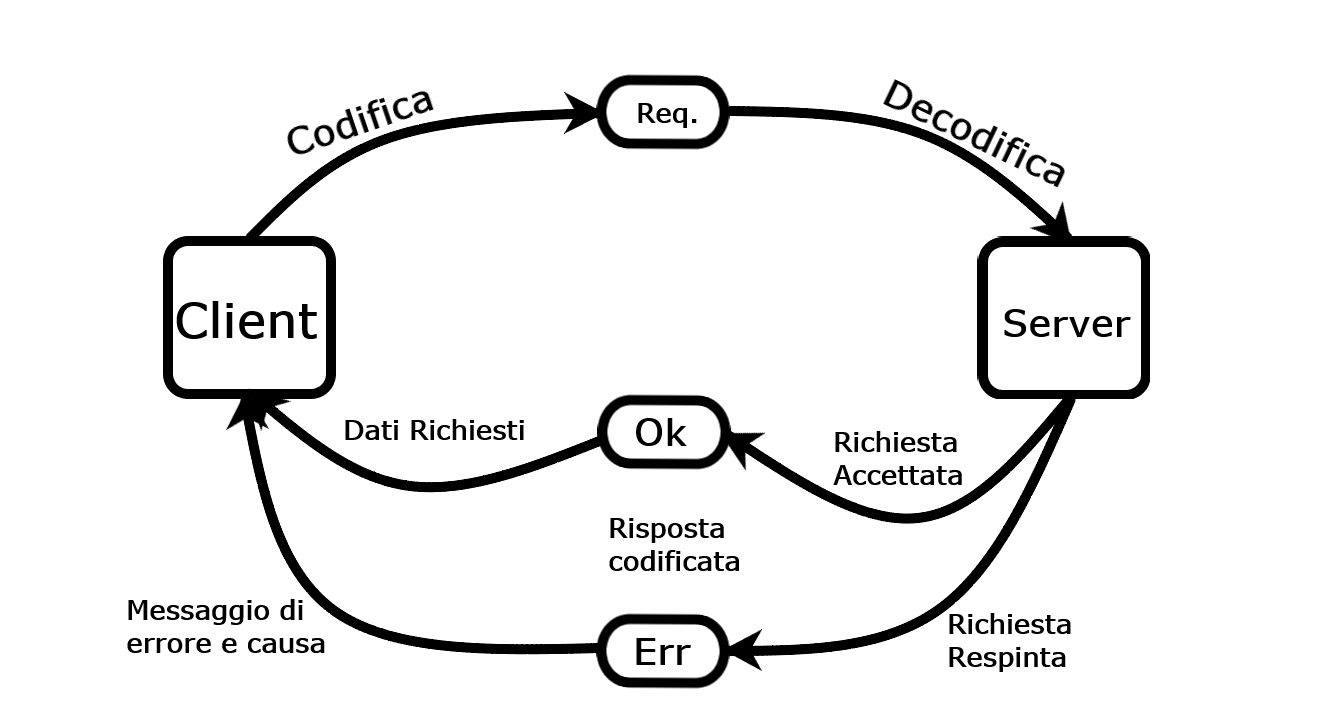 Codifica
Req.
Decodifica
Client
Server
Dati Richiesti
Ok
Richiesta
Accettata
Risposta
codificata
Messaggio di
errore e causa
Err
Richiesta
Respinta